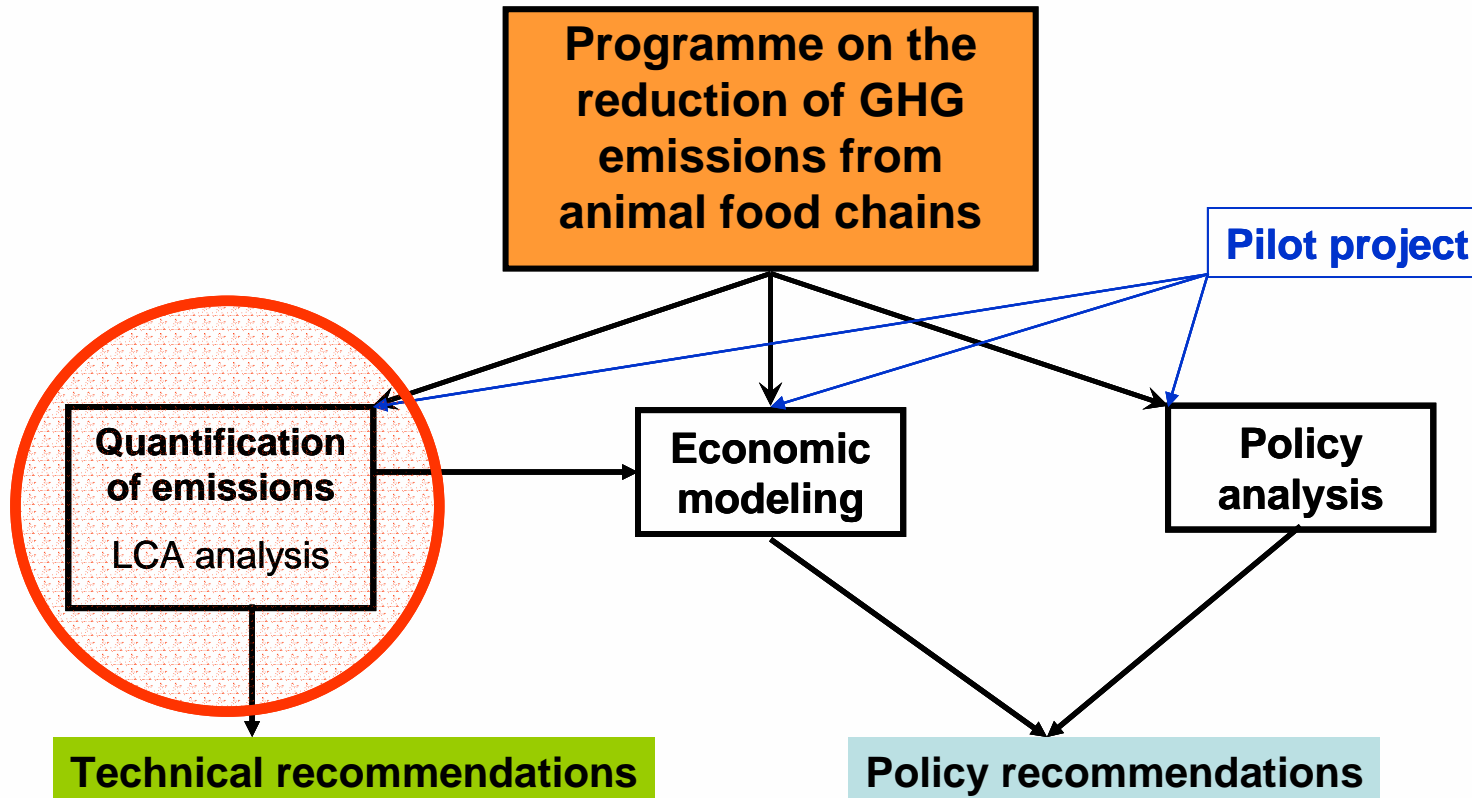 Programme on the
reduction of GHG
emissions from
animal food chains
Pilot project
Quantification
of emissions
LCA analysis
Economic
modeling
Policy
analysis
Technical recommendations
Policy recommendations